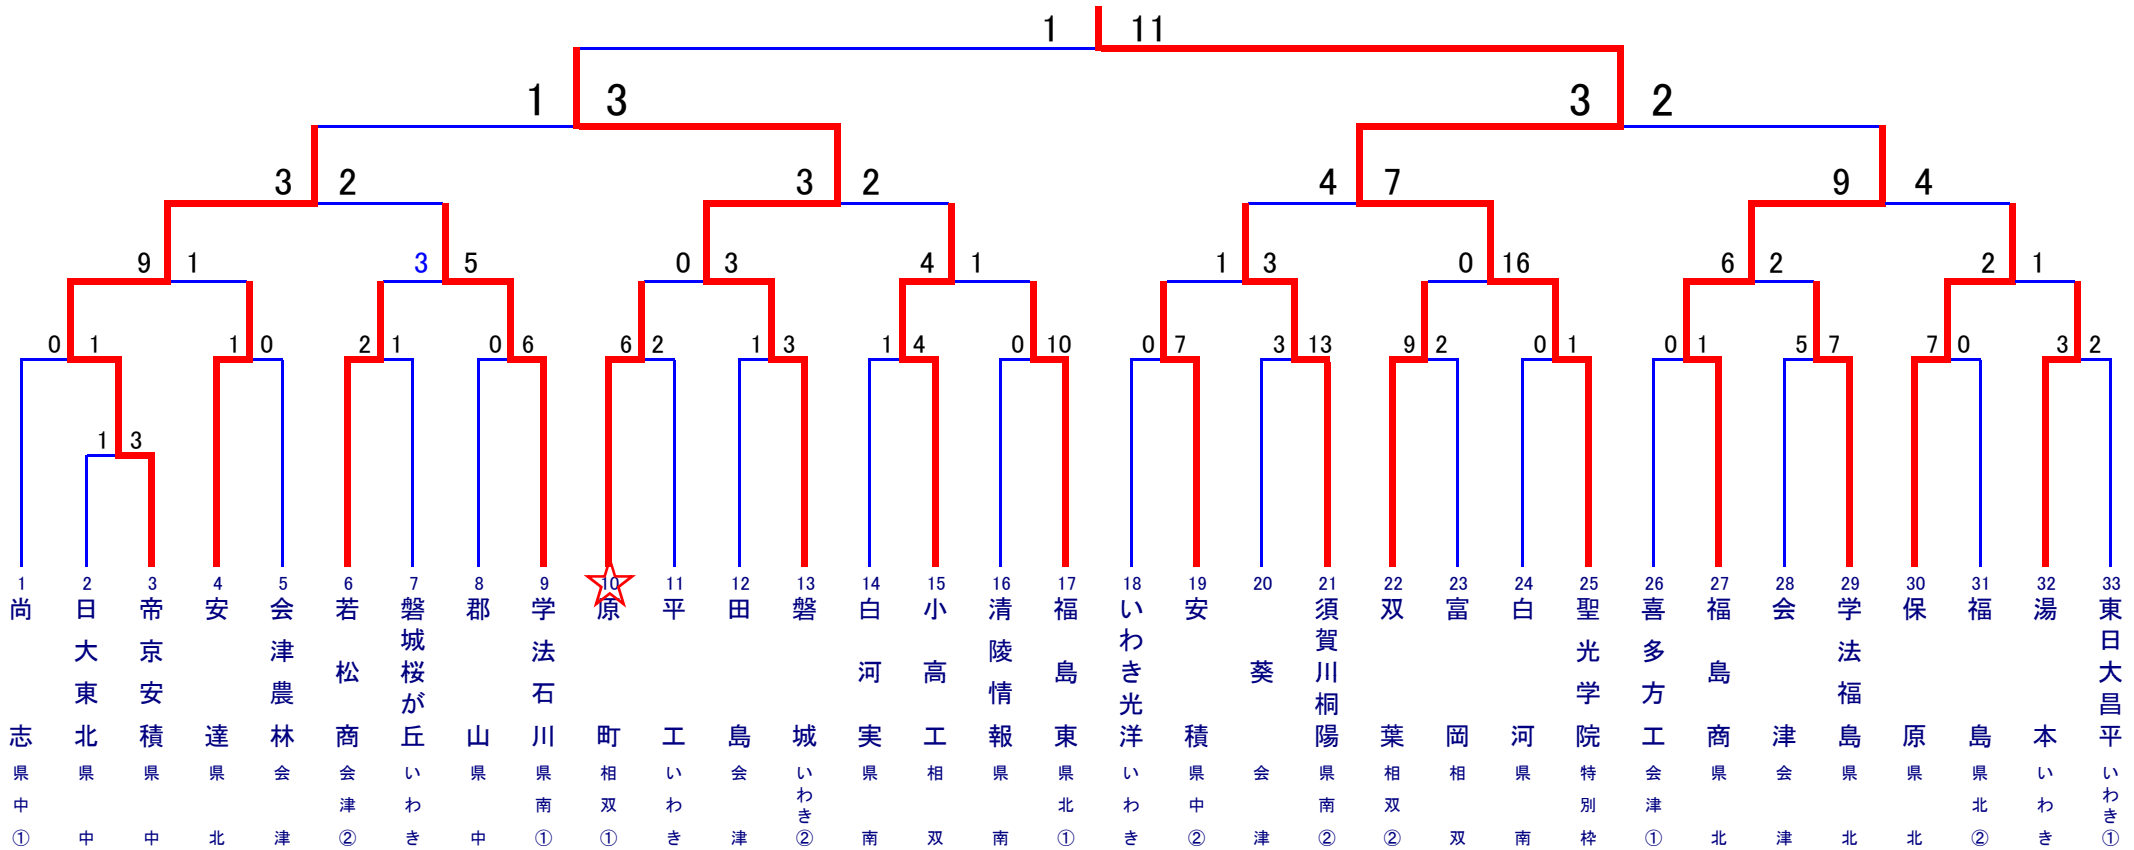 1 11
1 3 3 2
3 2 3 2 4 7 9 4
9 1 3 5 0 3 4 1 1 3 0 16 6 2 2 1
0 1 1 0 2 1 0 6 6 2 1 3 1 4 0 10 0 7 3 13 9 2 0 1 0 1 5 7 7 0 3 2
1 3
1 尚志 県中①
2 日大東北 県中
3 帝京安積 県中
4 安達 県北
5 会津農林 会津
6 若松商 会津②
7 磐城桜が丘 いわき
8 郡山 県中
9 学法石川 県南①
10 原町 相双①
11 平工 いわき
12 田島 会津
13 磐城 いわき②
14 白河実 県南
15 小高工 相双
16 清陵情報 県南
17 福島東 県北①
18 いわき光洋 いわき
19 安積 県中②
20 葵 会津
21 須賀川桐陽 県南②
22 双葉 相双②
23 富岡 相双
24 白河 県南
25 聖光学院 特別枠
26 喜多方工 会津①
27 福島商 県北
28 会津 会津
29 学法福島 県北
30 保原 県北
31 福島 県北②
32 湯本 いわき
33 東日大昌平 いわき①